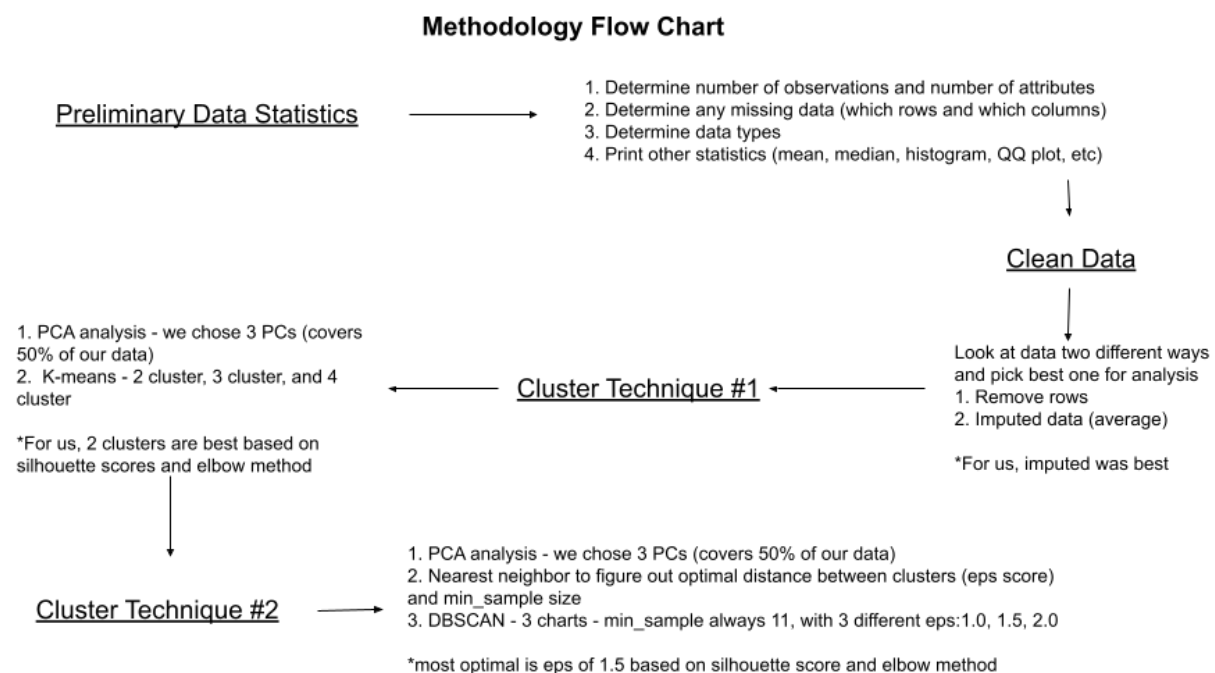 Methodology Flow Chart
Preliminary Data Statistics
1. Determine number of observations and number of attributes
2. Determine any missing data (which rows and which columns)
3. Determine data types
4. Print other statistics (mean, median, histogram, QQ plot, etc)
Clean Data
Look at data two different ways
and pick best one for analysis
1. Remove rows
2. Imputed data (average)
*For us, imputed was best
Cluster Technique #1
1. PCA analysis - we chose 3 PCs (covers
50% of our data)
2. K-means - 2 cluster, 3 cluster, and 4
cluster
*For us, 2 clusters are best based on
silhouette scores and elbow method
Cluster Technique #2
1. PCA analysis - we chose 3 PCs (covers 50% of our data)
2. Nearest neighbor to figure out optimal distance between clusters (eps score)
and min_sample size
3. DBSCAN - 3 charts - min_sample always 11, with 3 different eps:1.0, 1.5, 2.0
*most optimal is eps of 1.5 based on silhouette score and elbow method